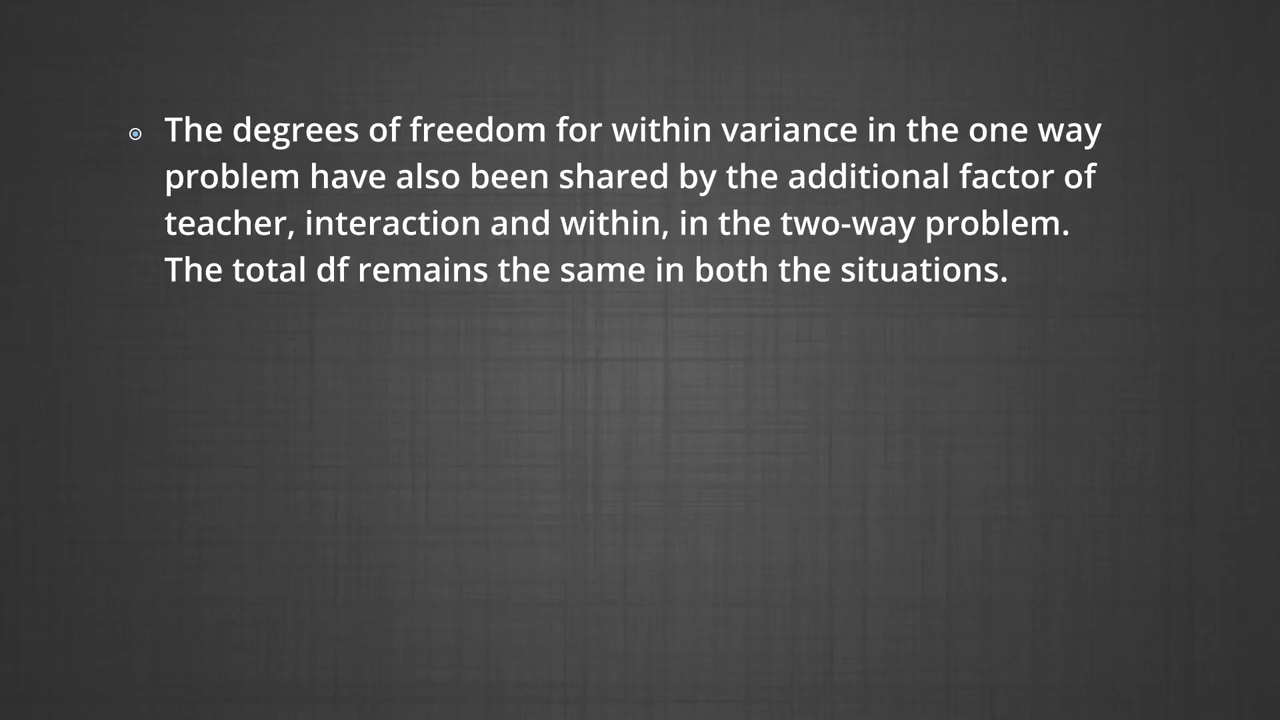 The degrees of freedom for within variance in the one way
problem have also been shared by the additional factor of
teacher, interaction and within, in the two-way problem.
The total df remains the same in both the situations.